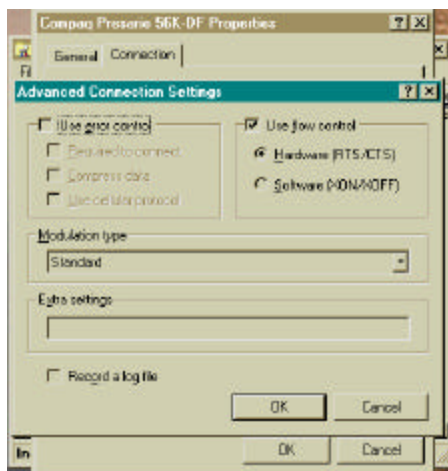 Compaq Presario 56K-DF Properties
General Connection
Fi
Advanced Connection Settings
Use error control
Required to connect
Compress data
Use cellular protocol
Use flow control
Hardware (RTS/CTS)
Software (XON/XOFF)
Modulation type
Standard
Extra settings
Record a log file
OK Cancel
In
OK Cancel